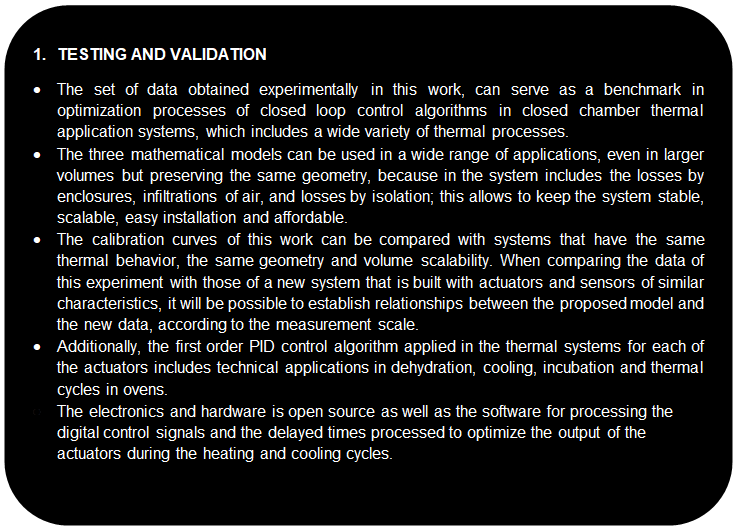 1. TESTING AND VALIDATION
• The set of data obtained experimentally in this work, can serve as a benchmark in
optimization processes of closed loop control algorithms in closed chamber thermal
application systems, which includes a wide variety of thermal processes.
• The three mathematical models can be used in a wide range of applications, even in larger
volumes but preserving the same geometry, because in the system includes the losses by
enclosures, infiltrations of air, and losses by isolation; this allows to keep the system stable,
scalable, easy installation and affordable.
• The calibration curves of this work can be compared with systems that have the same
thermal behavior, the same geometry and volume scalability. When comparing the data of
this experiment with those of a new system that is built with actuators and sensors of similar
characteristics, it will be possible to establish relationships between the proposed model and
the new data, according to the measurement scale.
• Additionally, the first order PID control algorithm applied in the thermal systems for each of
the actuators includes technical applications in dehydration, cooling, incubation and thermal
cycles in ovens.
The electronics and hardware is open source as well as the software for processing the
digital control signals and the delayed times processed to optimize the output of the
actuators during the heating and cooling cycles.